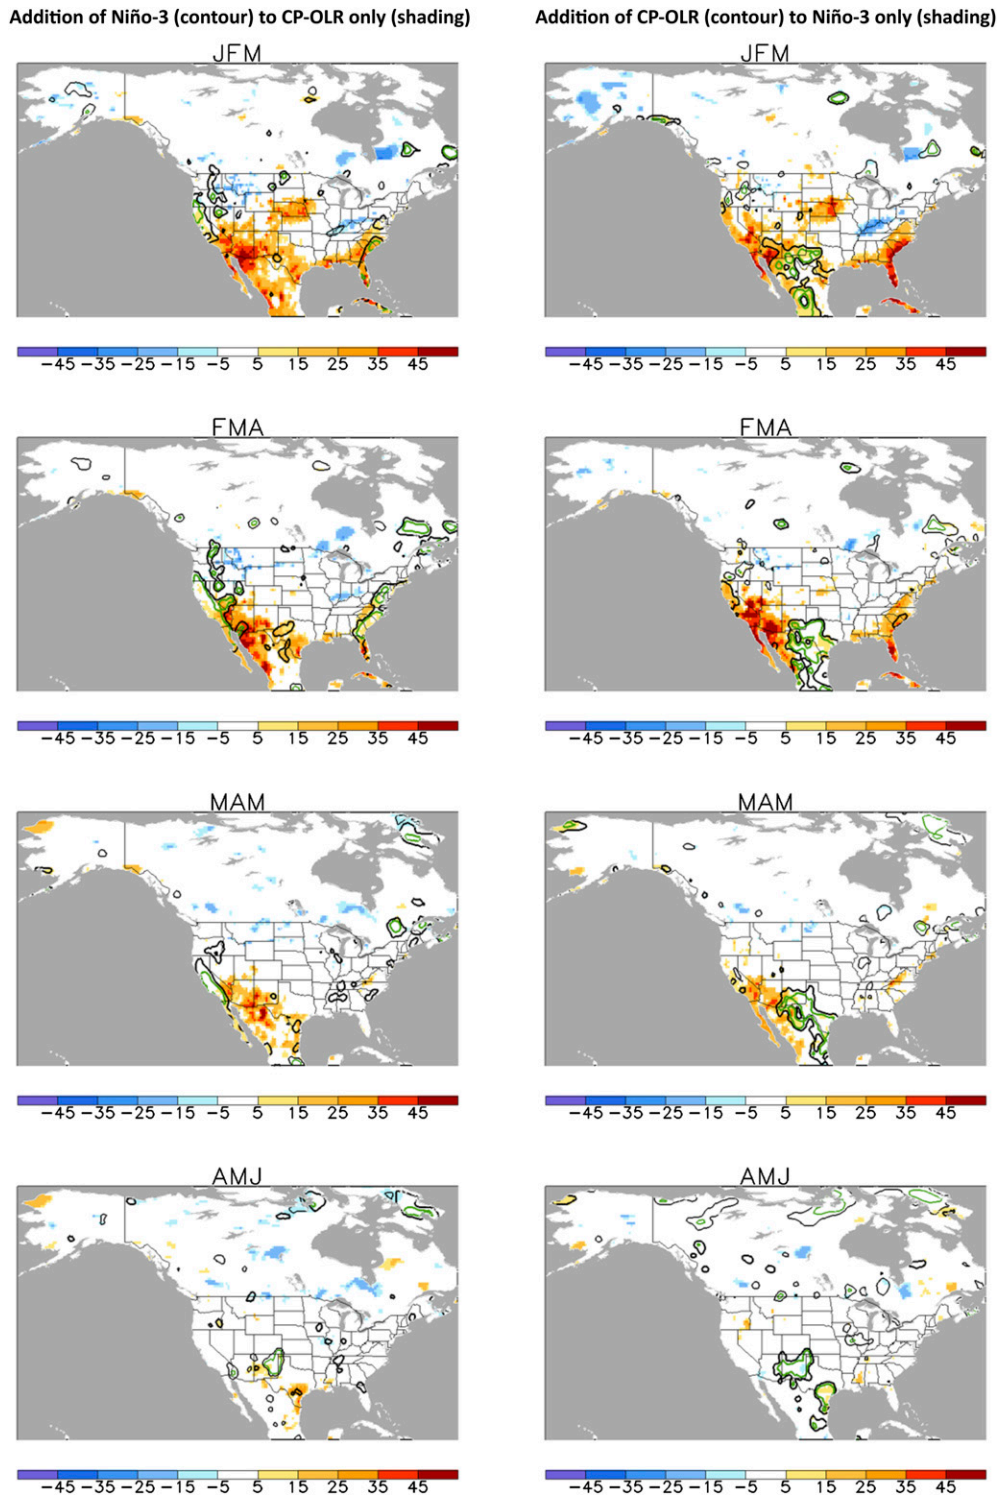 Addition of Niño-3 (contour) to CP-OLR only (shading)
Addition of CP-OLR (contour) to Niño-3 only (shading)
JFM
JFM
−45 −35 −25 −15 −5 5 15 25 35 45
−45 −35 −25 −15 −5 5 15 25 35 45
FMA
FMA
−45 −35 −25 −15 −5 5 15 25 35 45
−45 −35 −25 −15 −5 5 15 25 35 45
MAM
MAM
−45 −35 −25 −15 −5 5 15 25 35 45
−45 −35 −25 −15 −5 5 15 25 35 45
AMJ
AMJ
−45 −35 −25 −15 −5 5 15 25 35 45
−45 −35 −25 −15 −5 5 15 25 35 45